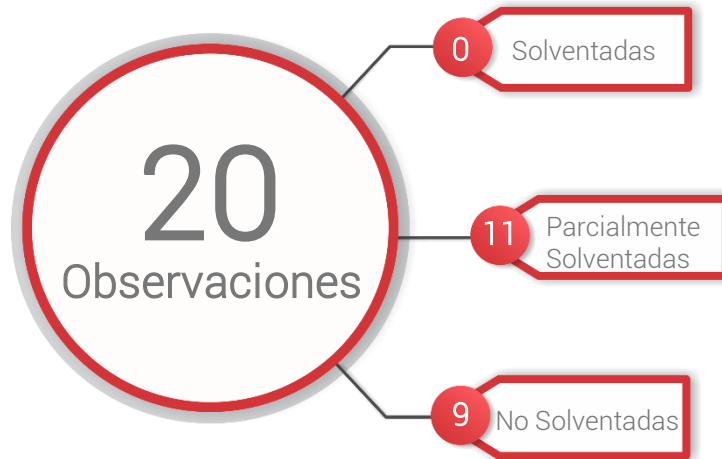 20
Observaciones
0
Solventadas
11
Parcialmente
Solventadas
9
No Solventadas